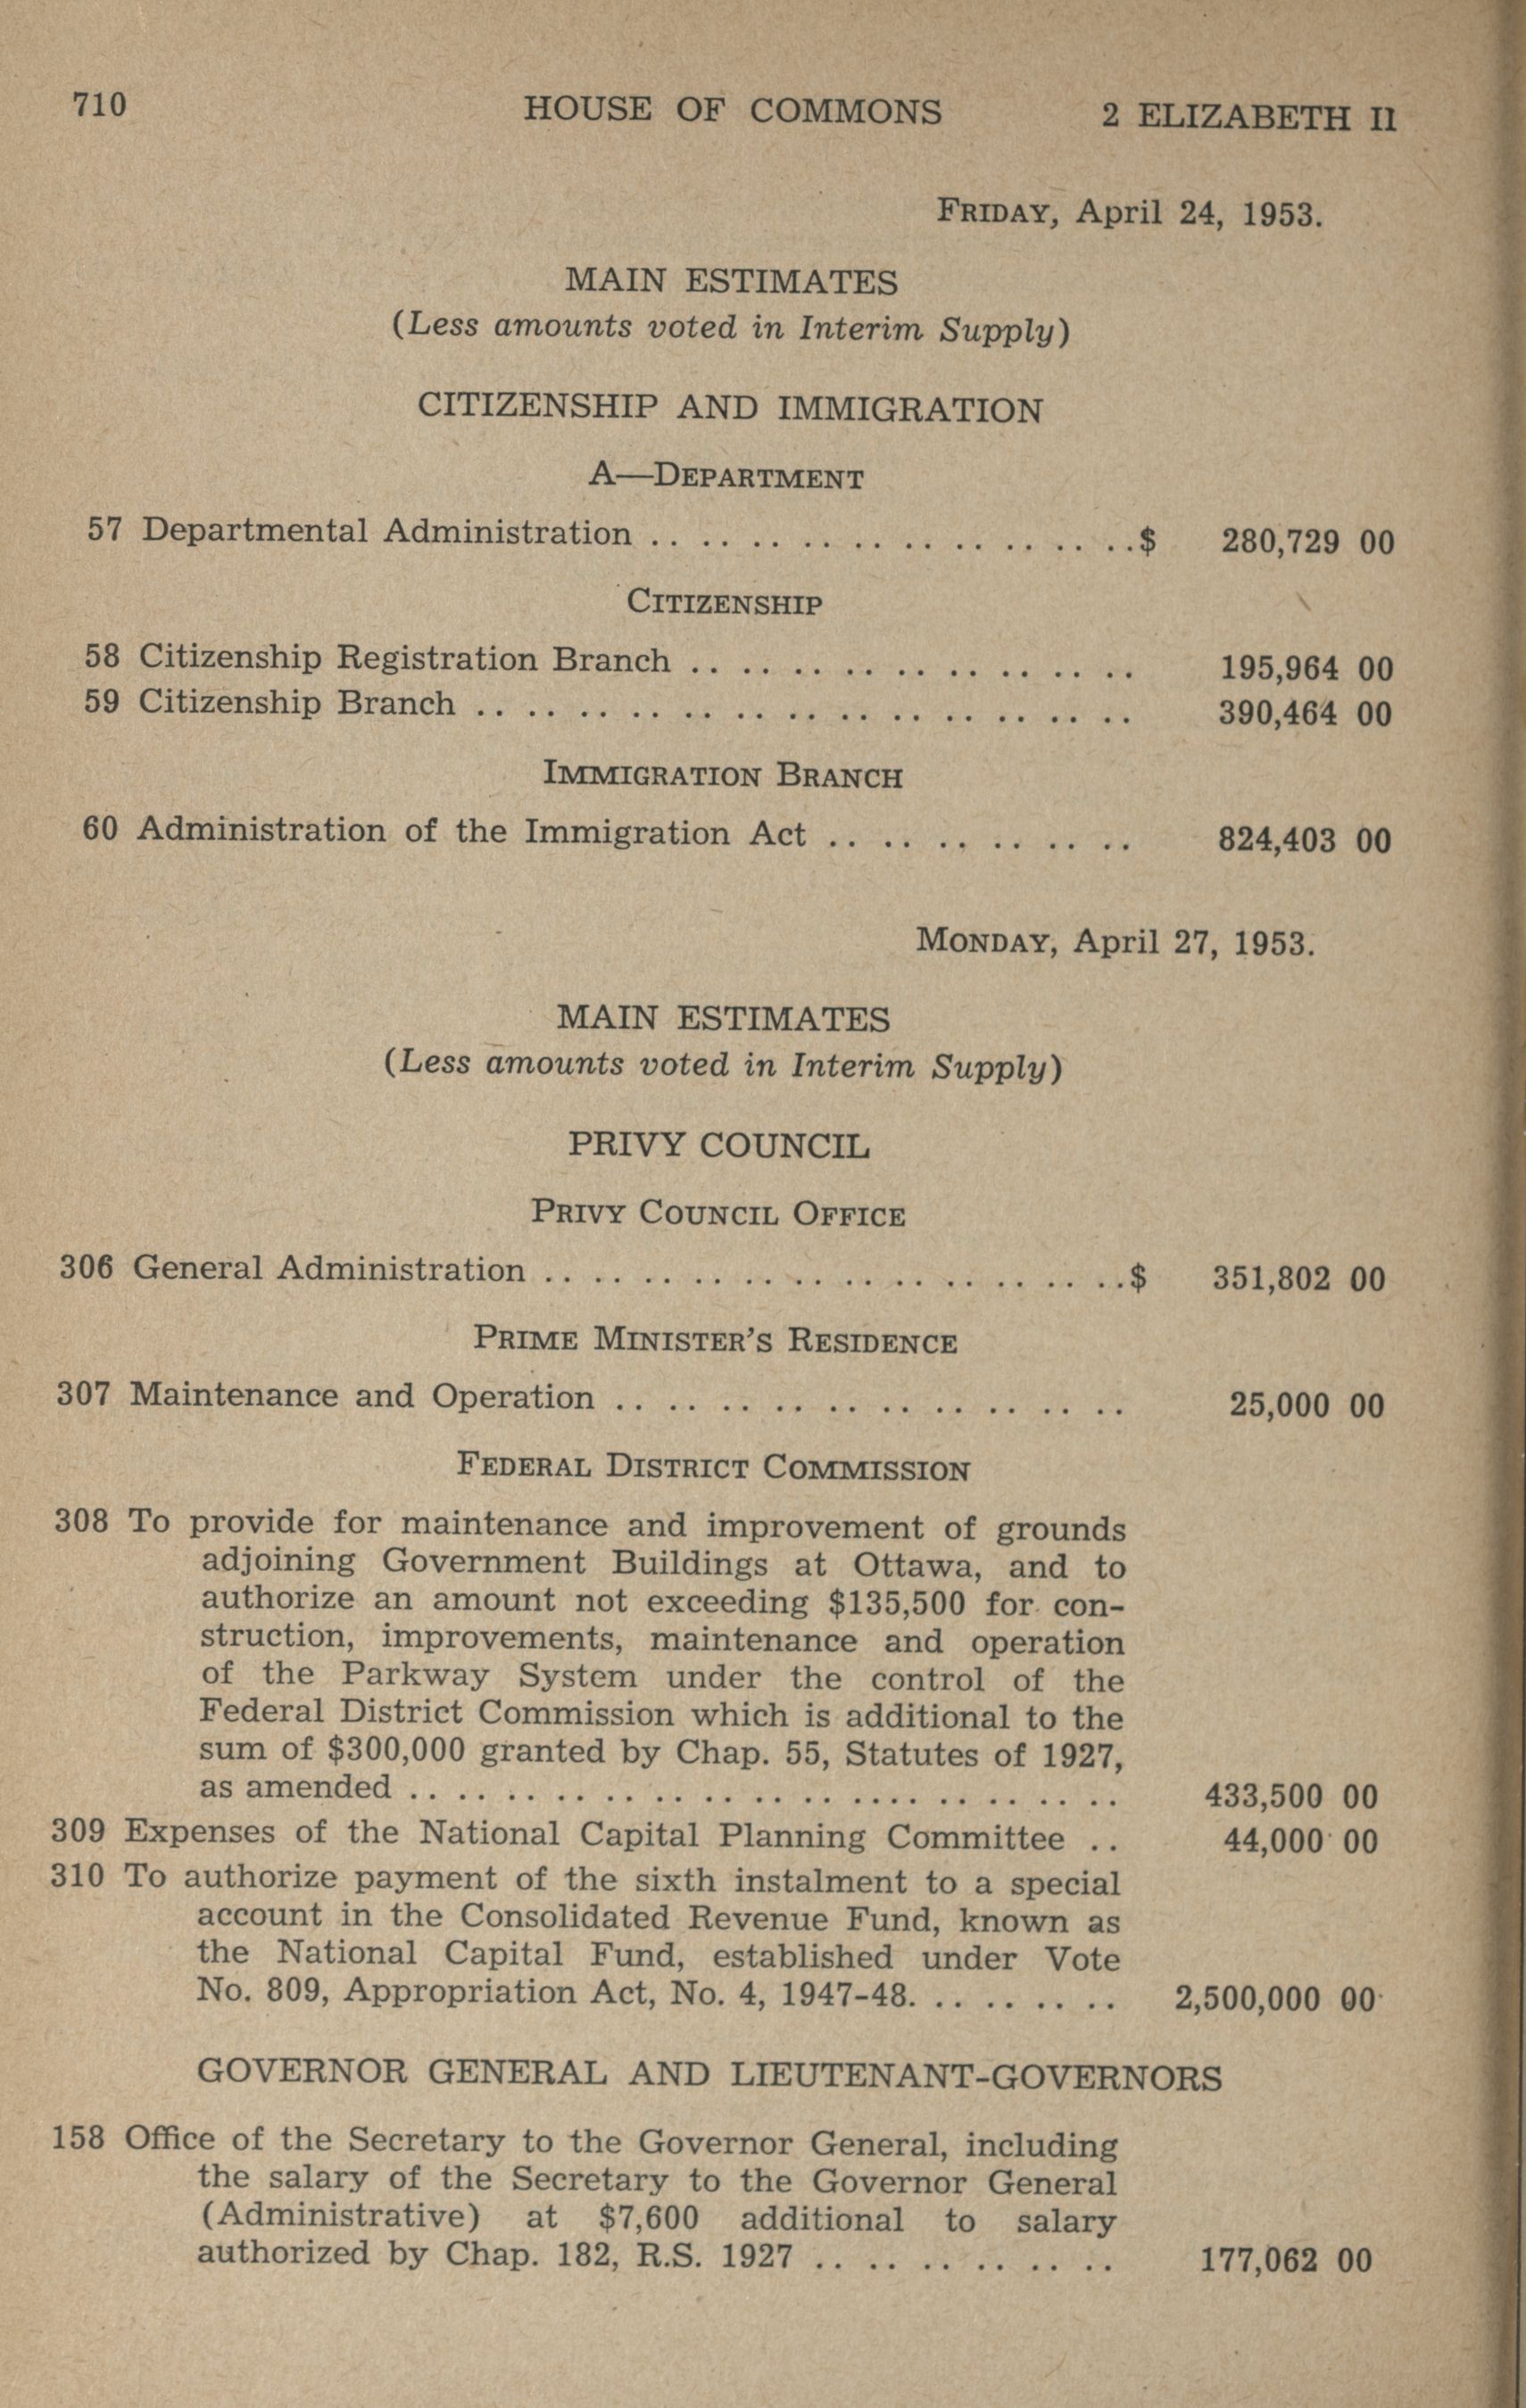 710 HOUSE OF COMMONS 2 ELIZABETH II
FRIDAY, April 24, 1953.
MAIN ESTIMATES
(Less amounts voted in Interim Supply)
CITIZENSHIP AND IMMIGRATION
A—DEPARTMENT
57 Departmental Administration . . . . . . . . . . . . . . . . . . . . $ 280,729 00
CITIZENSHIP
58 Citizenship Registration Branch . . . . . . . . . . . . . . . . . . 195,964 00
59 Citizenship Branch . . . . . . . . . . . . . . . . . . . . . . . . . . 390,464 00
IMMIGRATION BRANCH
60 Administration of the Immigration Act . . . . . . . . . . . . 824,403 00
MONDAY, April 27, 1953.
MAIN ESTIMATES
(Less amounts voted in Interim Supply)
PRIVY COUNCIL
PRIVY COUNCIL OFFICE
306 General Administration . . . . . . . . . . . . . . . . . . . . . . . . $ 351,802 00
PRIME MINISTER'S RESIDENCE
307 Maintenance and Operation . . . . . . . . . . . . . . . . . . . . 25,000 00
FEDERAL DISTRICT COMMISSION
308 To provide for maintenance and improvement of grounds
adjoining Government Buildings at Ottawa, and to
authorize an amount not exceeding $135,500 for con-
struction, improvements, maintenance and operation
of the Parkway System under the control of the
Federal District Commission which is additional to the
sum of $300,000 granted by Chap. 55, Statutes of 1927,
as amended . . . . . . . . . . . . . . . . . . . . . . . . . . . . . . 433,500 00
309 Expenses of the National Capital Planning Committee . . 44,000 00
310 To authorize payment of the sixth instalment to a special
account in the Consolidated Revenue Fund, known as
the National Capital Fund, established under Vote
No. 809, Appropriation Act, No. 4, 1947-48. . . . . . . . . 2,500,000 00
GOVERNOR GENERAL AND LIEUTENANT-GOVERNORS
158 Office of the Secretary to the Governor General, including
the salary of the Secretary to the Governor General
(Administrative) at $7,600 additional to salary
authorized by Chap. 182, R.S. 1927 . . . . . . . . . . . . 177,062 00